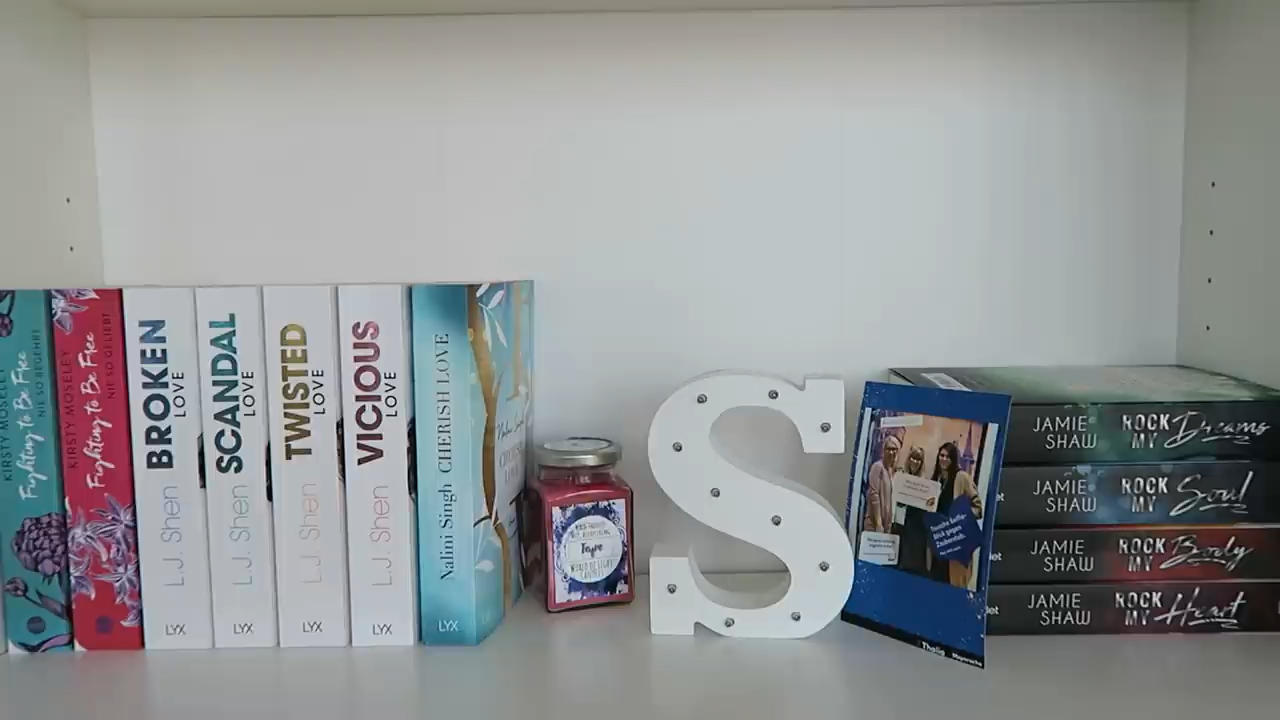 KIRSTY MOSELEY
Fighting to Be Free
NIE SO BEGEHRT
KIRSTY MOSELEY
Fighting to Be Free
NIE SO GELIEBT
L.J. Shen
BROKEN
LOVE
LYX
L.J. Shen
SCANDAL
LOVE
LYX
L.J. Shen
TWISTED
LOVE
LYX
L.J. Shen
VICIOUS
LOVE
LYX
Nalini Singh CHERISH LOVE
LYX
S
Thalia
JAMIE
SHAW
ROCK
MY Dreams
JAMIE
SHAW
ROCK
MY Soul
JAMIE
SHAW
ROCK
MY Body
JAMIE
SHAW
ROCK
MY Heart